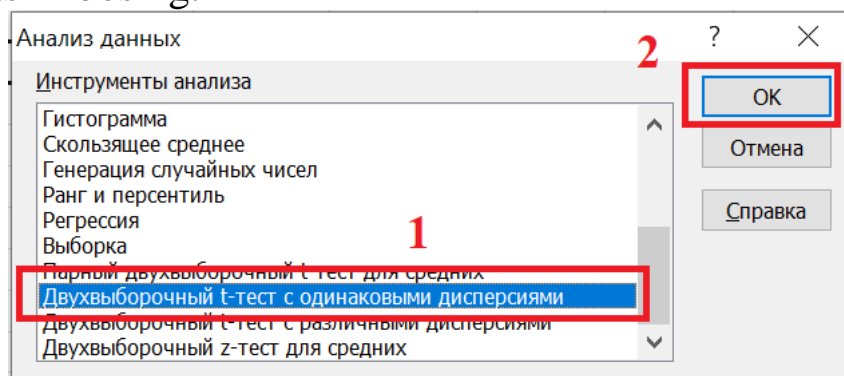 Анализ данных ? ×
2
Инструменты анализа
OK
Гистограмма
Скользящее среднее
Отмена
Генерация случайных чисел
Ранг и персентиль
Справка
Регрессия
1
Выборка
Парный двухвыборочный t-тест для средних
Двухвыборочный t-тест с одинаковыми дисперсиями
Двухвыборочный t-тест с различными дисперсиями
Двухвыборочный z-тест для средних